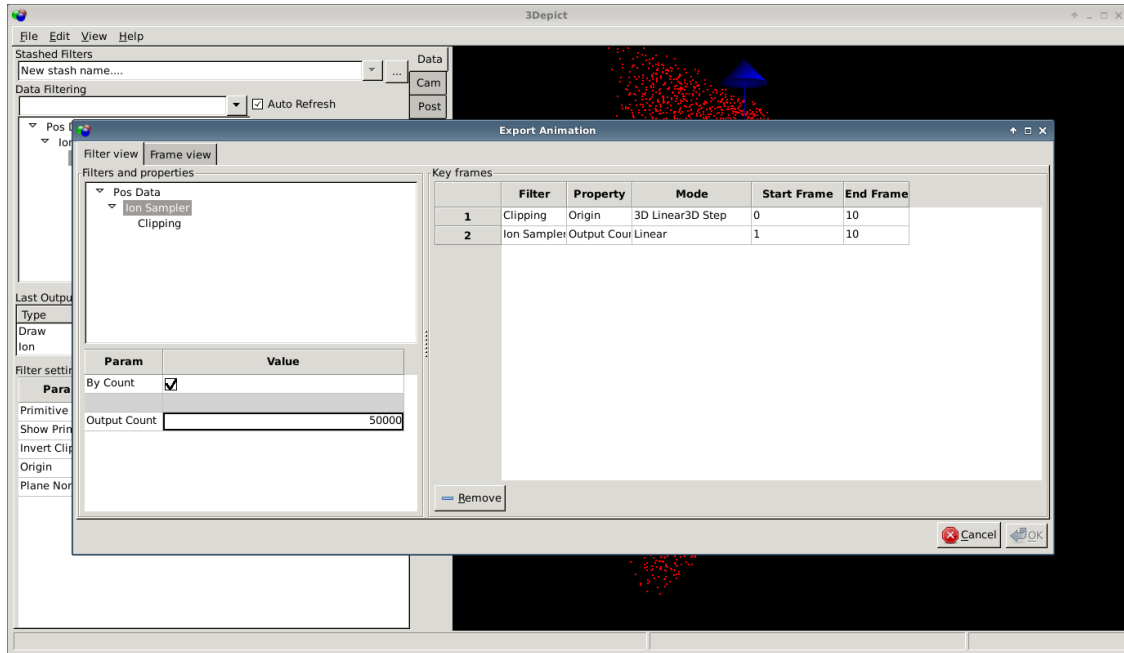 3Depict
File Edit View Help
Stashed Filters
New stash name....
...
Data
Cam
Post
Data Filtering
Auto Refresh
Pos
Export Animation
Filter view Frame view
Filters and properties
Pos Data
Ion Sampler
Clipping
Param Value
By Count
Output Count 50000
Key frames
Filter Property Mode Start Frame End Frame
1 Clipping Origin 3D Linear3D Step 0 10
2 Ion Sampler Output Cou Linear 1 10
Remove
Cancel OK
Last Outpu
Type
Draw
Ion
Filter settin
Para
Primitive
Show Prin
Invert Clip
Origin
Plane Nor